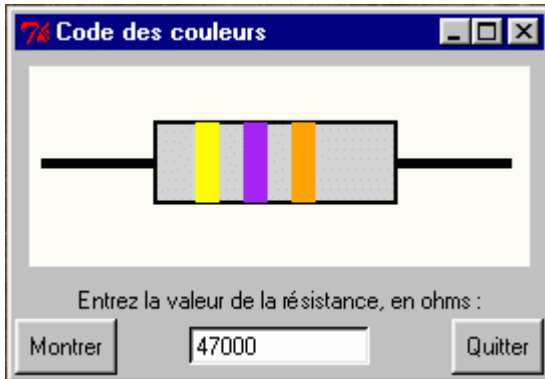 Code des couleurs
Entrez la valeur de la résistance, en ohms :
Montrer 47000 Quitter